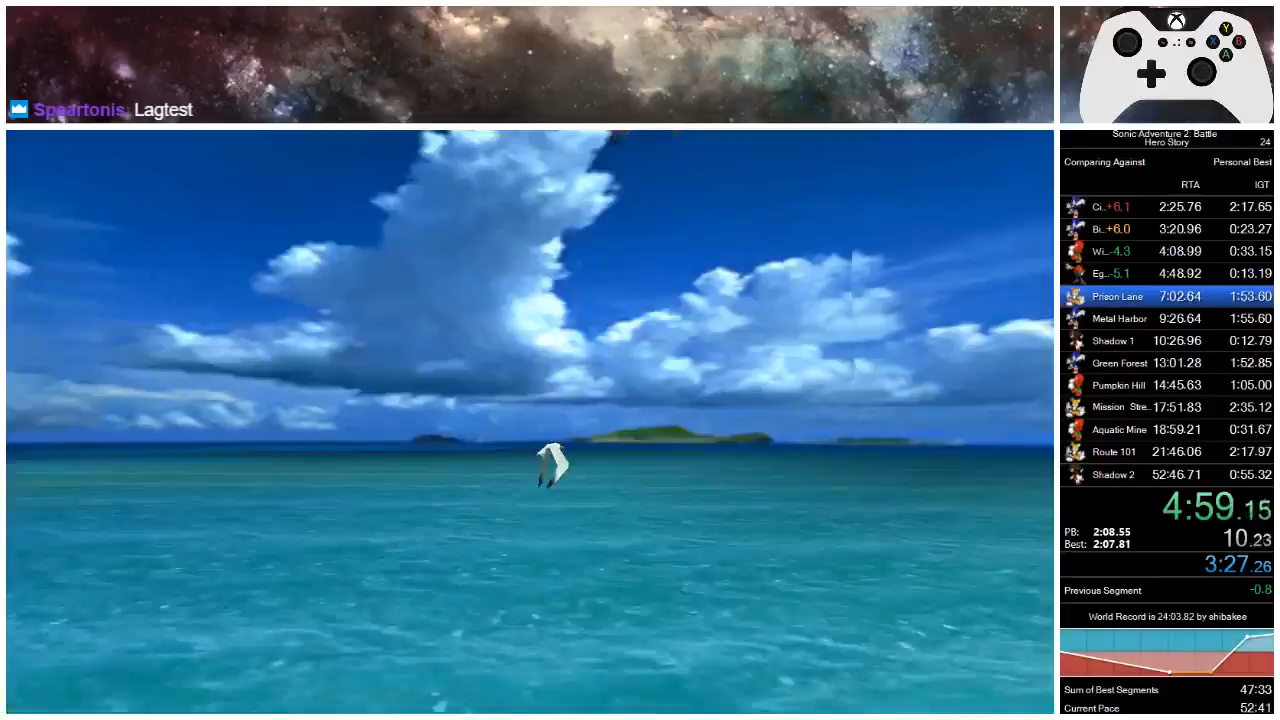 Speartonis: Lagtest
Y
X B
A
Sonic Adventure 2: Battle
Hero Story 24
Comparing Against Personal Best
RTA IGT
Ci..+6.1 2:25.76 2:17.65
Bi..+6.0 3:20.96 0:23.27
Wi..-4.3 4:08.99 0:33.15
Eg..-5.1 4:48.92 0:13.19
Prison Lane 7:02.64 1:53.60
Metal Harbor 9:26.64 1:55.60
Shadow 1 10:26.96 0:12.79
Green Forest 13:01.28 1:52.85
Pumpkin Hill 14:45.63 1:05.00
Mission Stre.. 17:51.83 2:35.12
Aquatic Mine 18:59.21 0:31.67
Route 101 21:46.06 2:17.97
Shadow 2 52:46.71 0:55.32
4:59.15
PB: 2:08.55
Best: 2:07.81
10.23
3:27.26
Previous Segment -0.8
World Record is 24:03.82 by shibakee
Sum of Best Segments 47:33
Current Pace 52:41